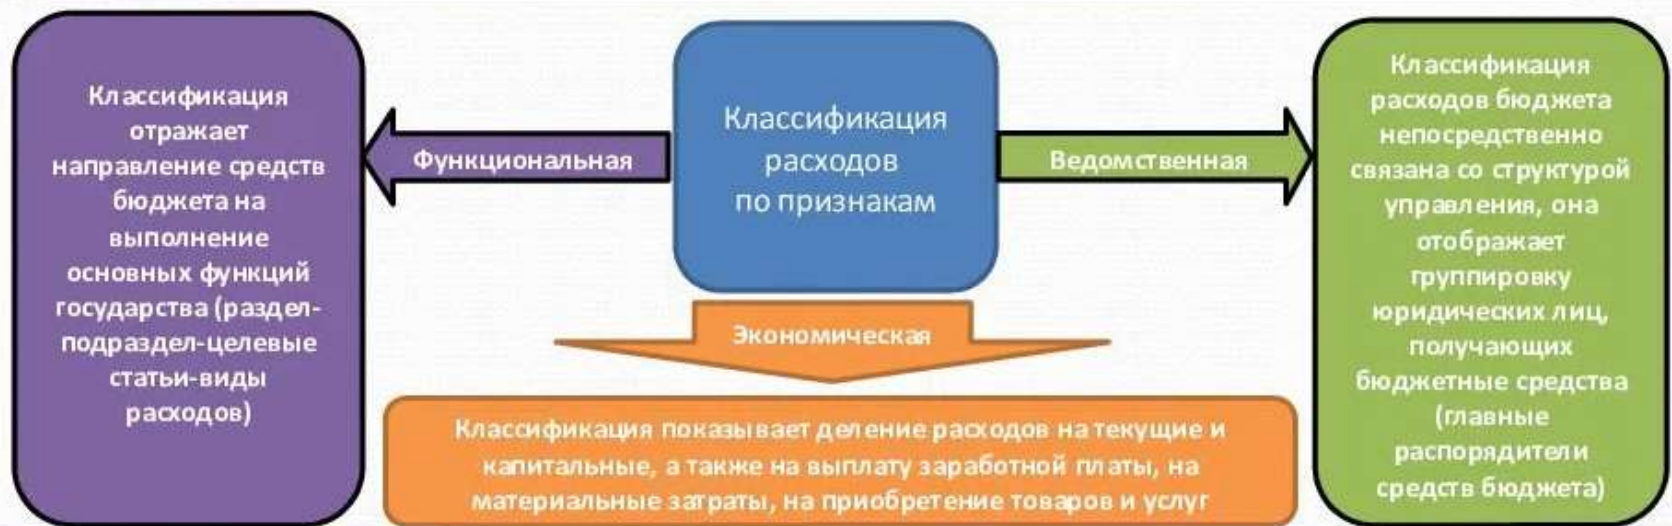 Классификация
отражает
направление средств
бюджета на
выполнение
основных функций
государства (раздел-
подраздел-целевые
статьи-виды
расходов)
Функциональная
Классификация
расходов
по признакам
Ведомственная
Классификация
расходов бюджета
непосредственно
связана со структурой
управления, она
отображает
группировку
юридических лиц,
получающих
бюджетные средства
(главные
распорядители
средств бюджета)
Экономическая
Классификация показывает деление расходов на текущие и
капитальные, а также на выплату заработной платы, на
материальные затраты, на приобретение товаров и услуг